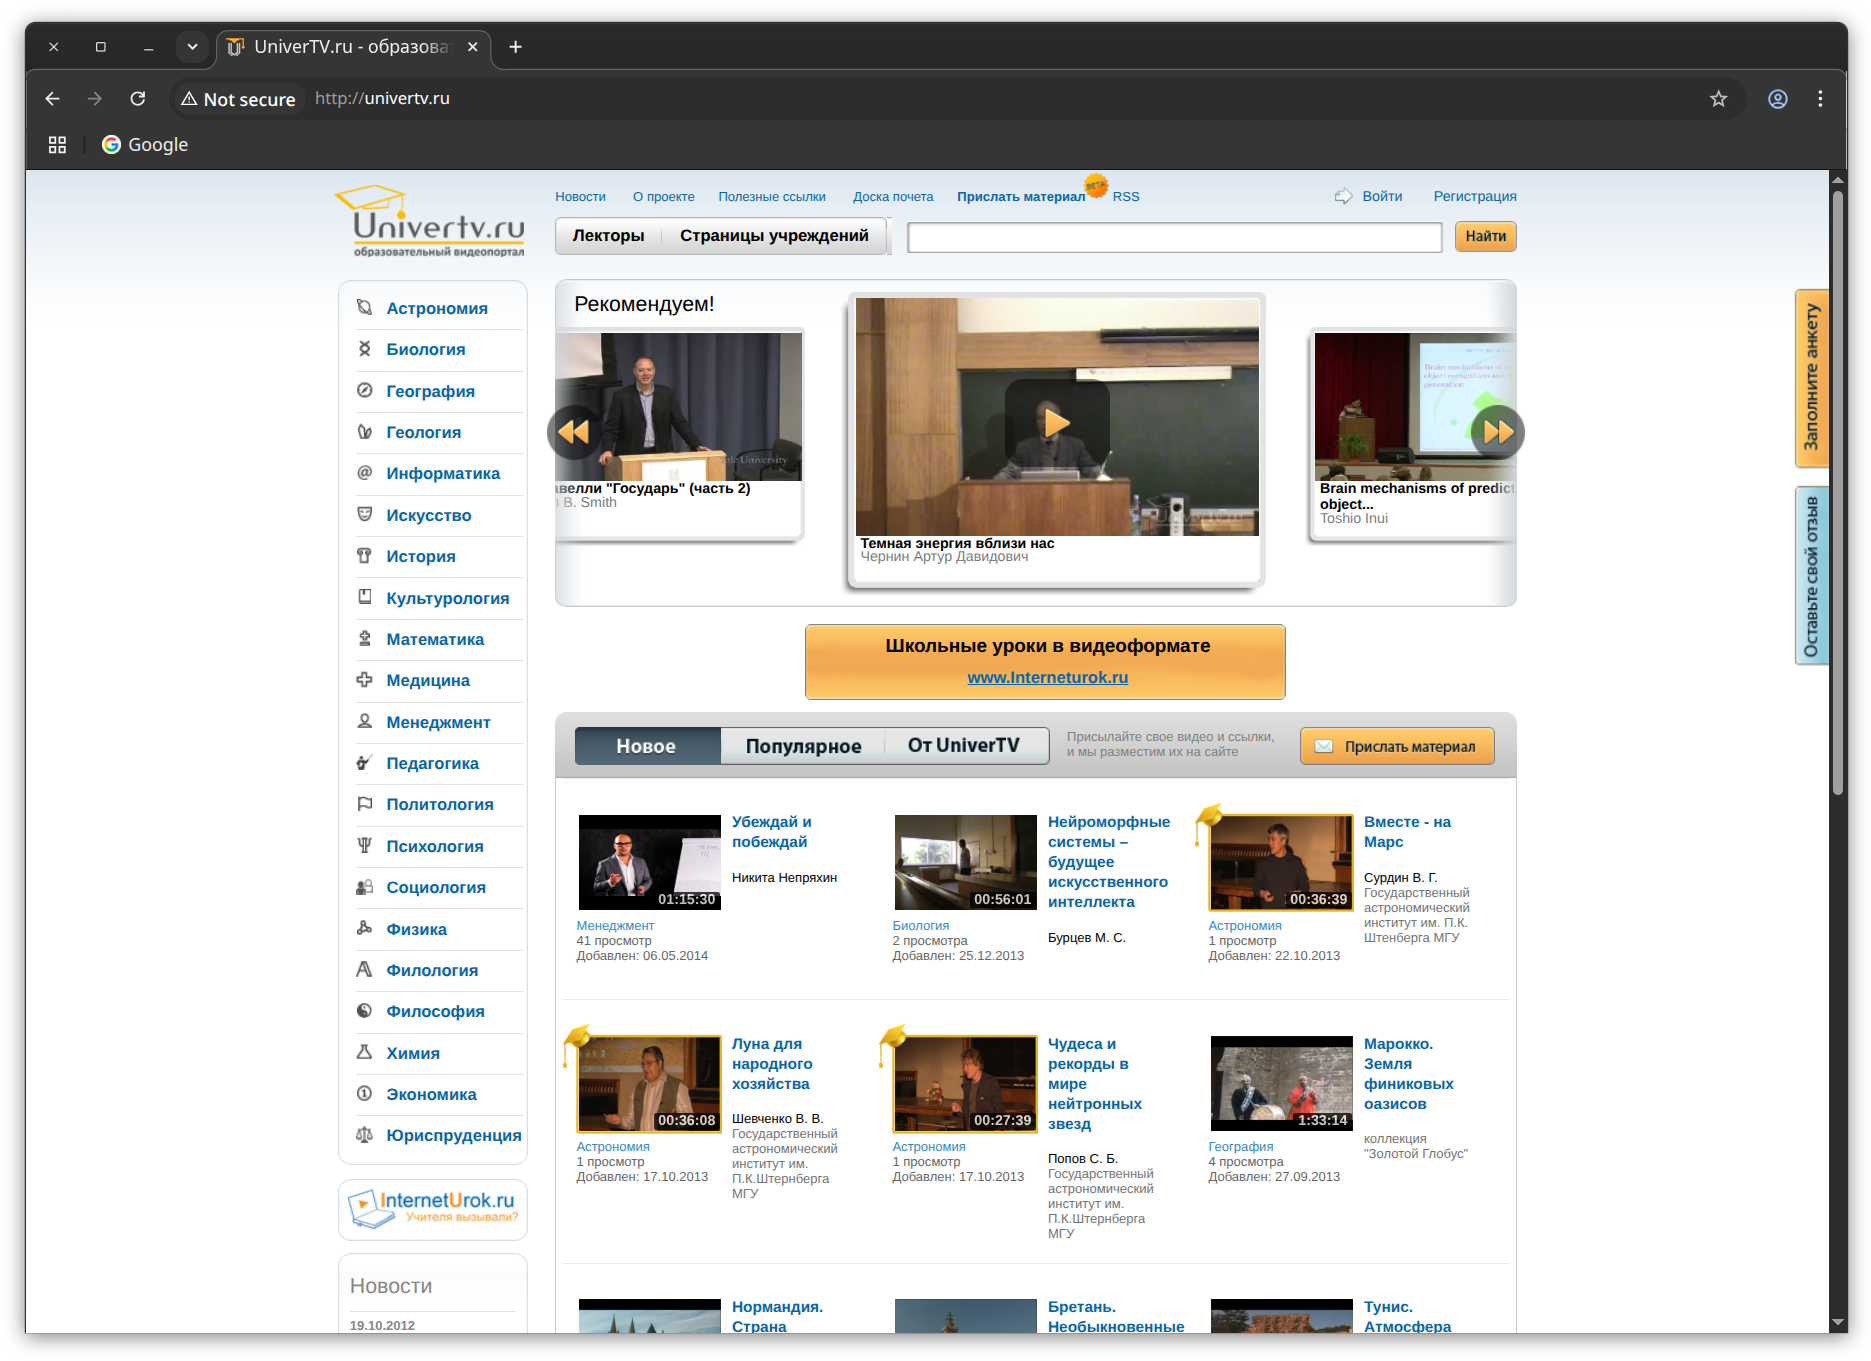 UniverTV.ru - образова
Not secure
http://univertv.ru
Google
Univertv.ru
образовательный видеопортал
Новости О проекте Полезные ссылки Доска почета Прислать материал BETA RSS
Войти Регистрация
Лекторы Страницы учреждений
Найти
Астрономия
Биология
География
Геология
Информатика
Искусство
История
Культурология
Математика
Медицина
Менеджмент
Педагогика
Политология
Психология
Социология
Физика
Филология
Философия
Химия
Экономика
Юриспруденция
InternetUrok.ru
Учителя вызывали?
Новости
19.10.2012
Рекомендуем!
авелли "Государь" (часть 2)
n B. Smith
Univertv.ru
Темная энергия вблизи нас
Чернин Артур Давидович
Brain mechanisms of predict
object...
Toshio Inui
Заполните анкету
Оставьте свой отзыв
Школьные уроки в видеоформате
www.Interneturok.ru
Новое Популярное От UniverTV
Присылайте свое видео и ссылки,
и мы разместим их на сайте
Прислать материал
01:15:30
Менеджмент
41 просмотр
Добавлен: 06.05.2014
Убеждай и
побеждай
Никита Непряхин
00:56:01
Биология
2 просмотра
Добавлен: 25.12.2013
Нейроморфные
системы –
будущее
искусственного
интеллекта
Бурцев М. С.
00:36:39
Астрономия
1 просмотр
Добавлен: 22.10.2013
Вместе - на
Марс
Сурдин В. Г.
Государственный
астрономический
институт им. П.К.
Штенберга МГУ
00:36:08
Астрономия
1 просмотр
Добавлен: 17.10.2013
Луна для
народного
хозяйства
Шевченко В. В.
Государственный
астрономический
институт им.
П.К.Штернберга
МГУ
00:27:39
Астрономия
1 просмотр
Добавлен: 17.10.2013
Чудеса и
рекорды в
мире
нейтронных
звезд
Попов С. Б.
Государственный
астрономический
институт им.
П.К.Штернберга
МГУ
1:33:14
География
4 просмотра
Добавлен: 27.09.2013
Марокко.
Земля
финиковых
оазисов
коллекция
"Золотой Глобус"
Нормандия.
Страна
Бретань.
Необыкновенные
Тунис.
Атмосфера